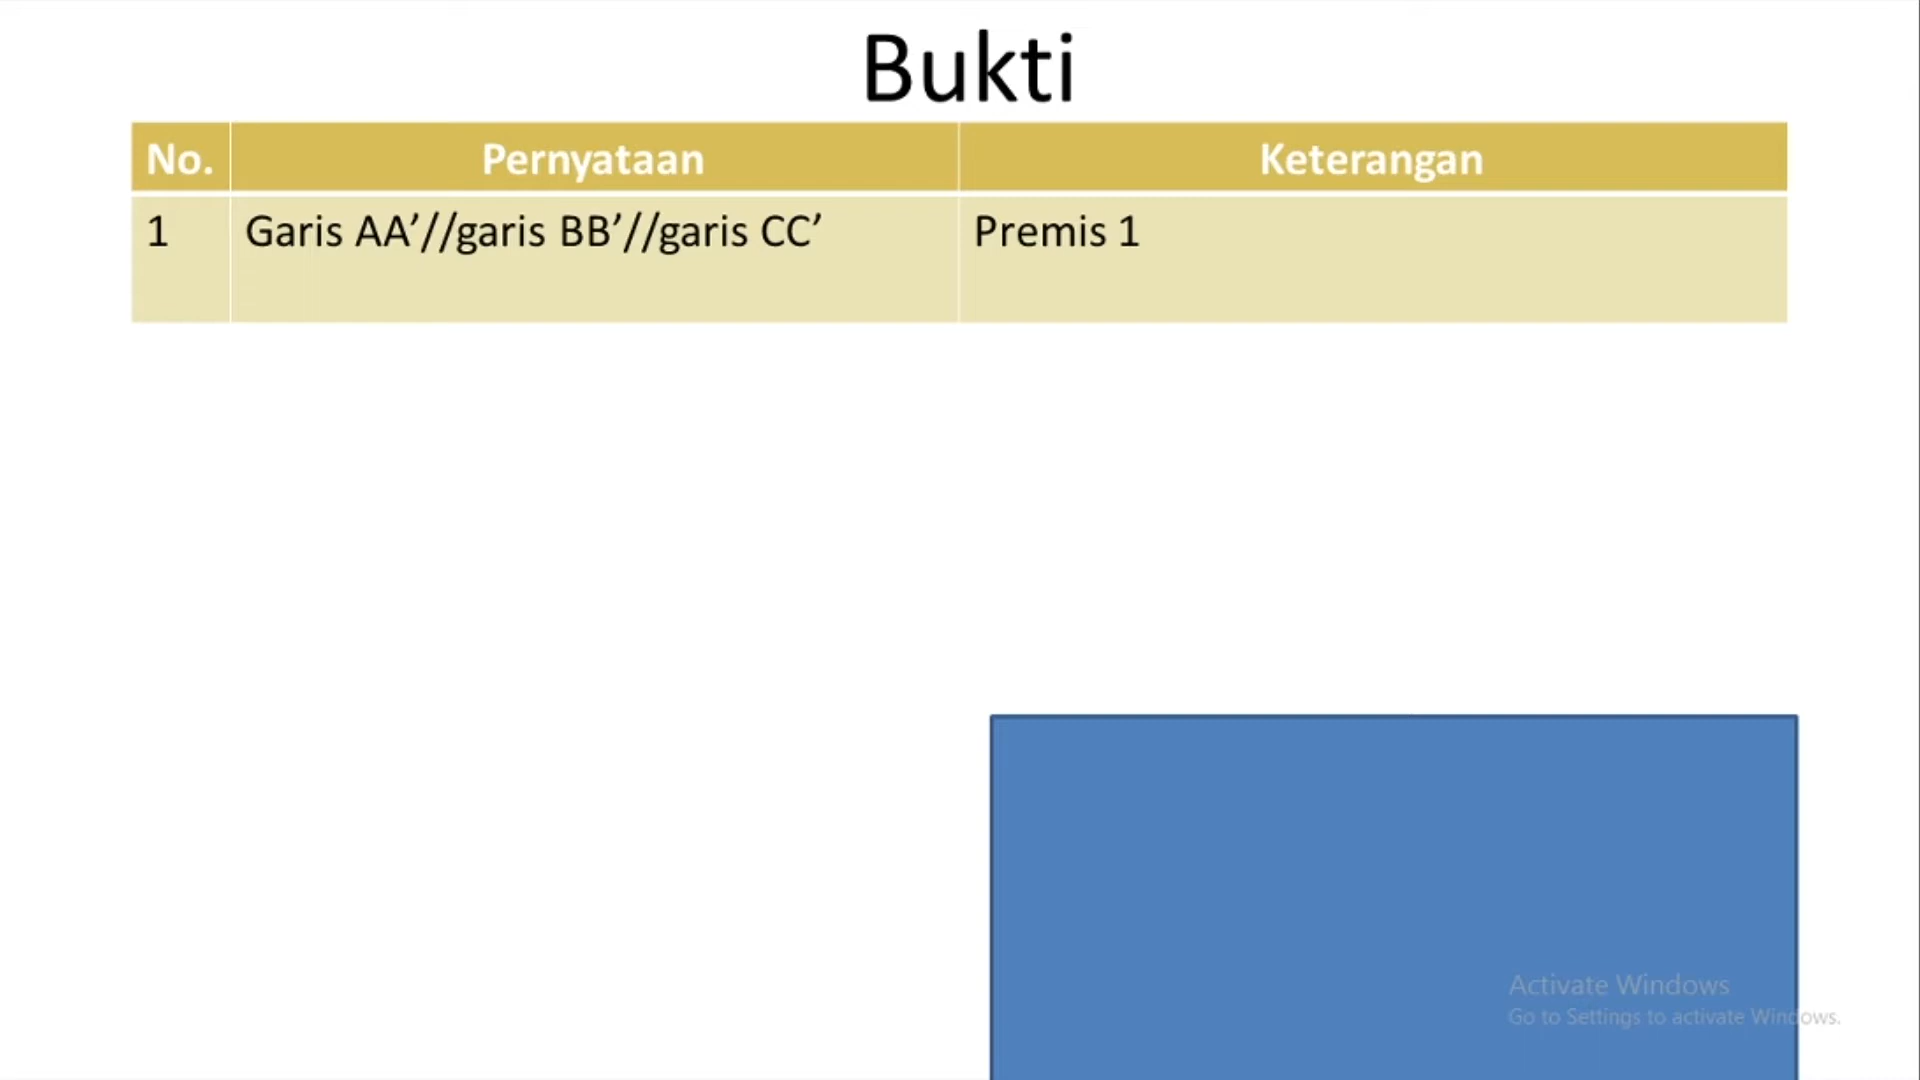 Bukti
No. Pernyataan Keterangan
1 Garis AA’//garis BB’//garis CC’ Premis 1
Activate Windows
Go to Settings to activate Windows.